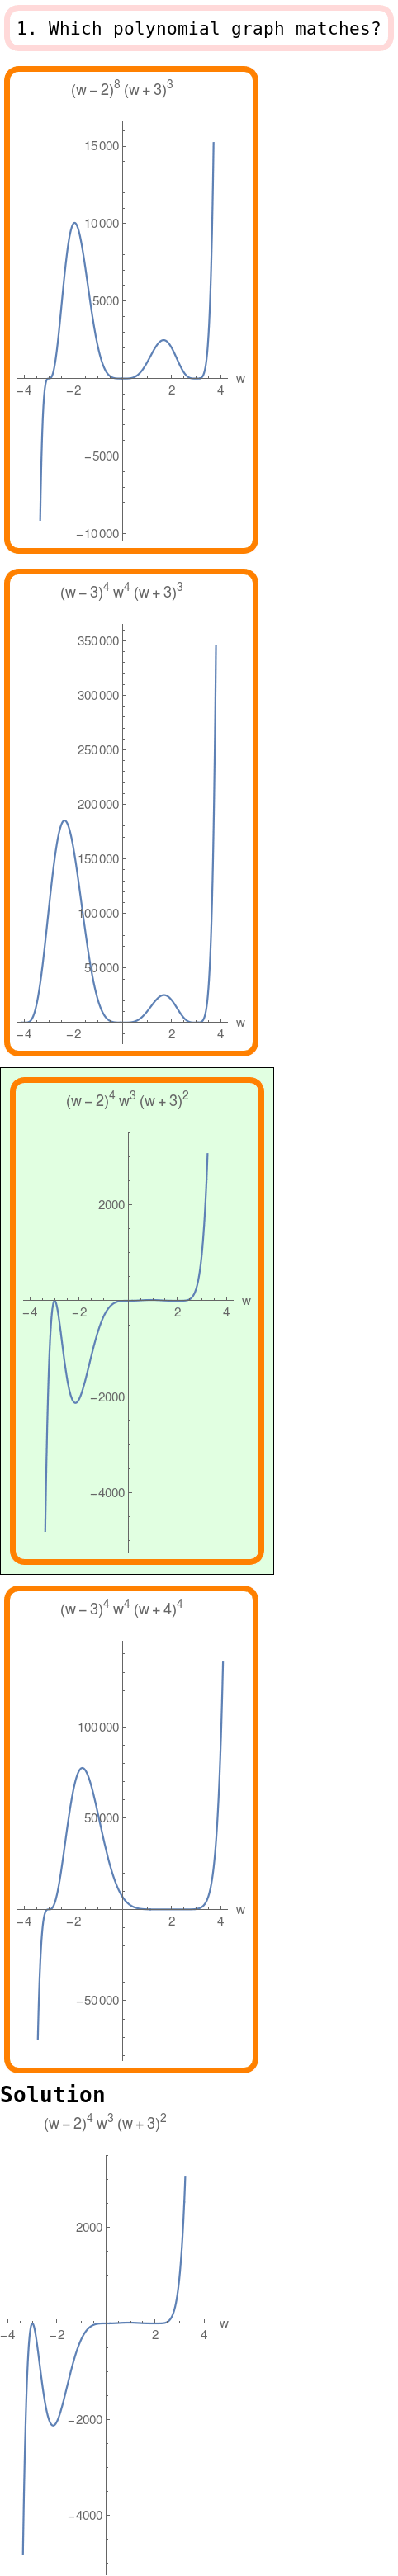 1. Which polynomial-graph matches?
(w-2)^8 (w+3)^3
15000
10000
5000
-4 -2 2 4 w
-5000
-10000
(w-3)^4 w^4 (w+3)^3
350000
300000
250000
200000
150000
100000
50000
-4 -2 2 4 w
(w-2)^4 w^3 (w+3)^2
2000
-4 -2 2 4 w
-2000
-4000
(w-3)^4 w^4 (w+4)^4
100000
50000
-4 -2 2 4 w
-50000
Solution
(w-2)^4 w^3 (w+3)^2
2000
-4 -2 2 4 w
-2000
-4000